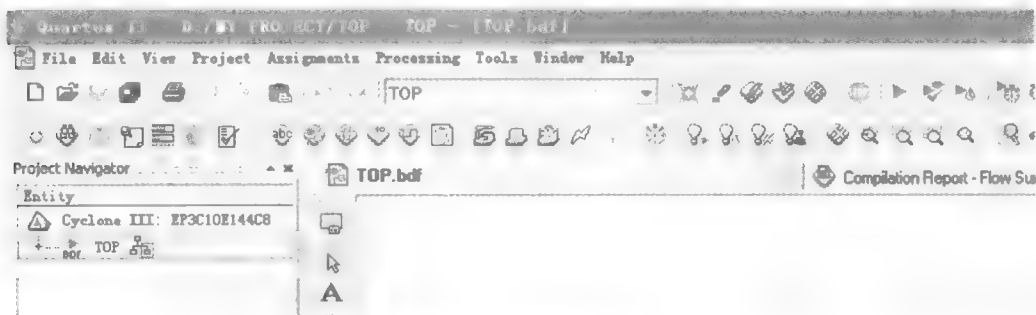 Quartus II D:/MY PROJECT/TOP TOP - [TOP.bdf]
File Edit View Project Assignments Processing Tools Window Help
TOP
abc
Project Navigator
TOP.bdf
Compilation Report - Flow
Entity
Cyclone III: EP3C10E144C8
TOP
A